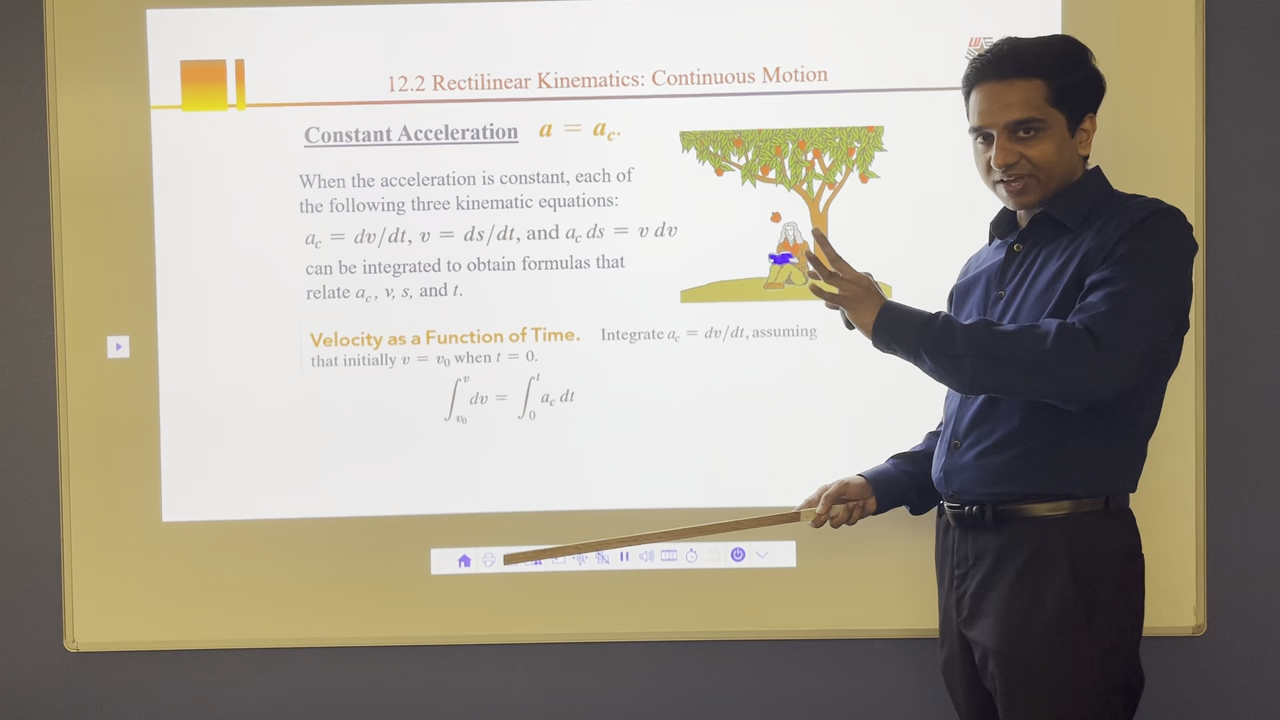 12.2 Rectilinear Kinematics: Continuous Motion
Constant Acceleration a = a_c.
When the acceleration is constant, each of
the following three kinematic equations:
a_c = dv/dt, v = ds/dt, and a_c ds = v dv
can be integrated to obtain formulas that
relate a_c, v, s, and t.
Velocity as a Function of Time. Integrate a_c = dv/dt, assuming
that initially v = v_0 when t = 0.
∫_{v_0}^{v} dv = ∫_{0}^{t} a_c dt